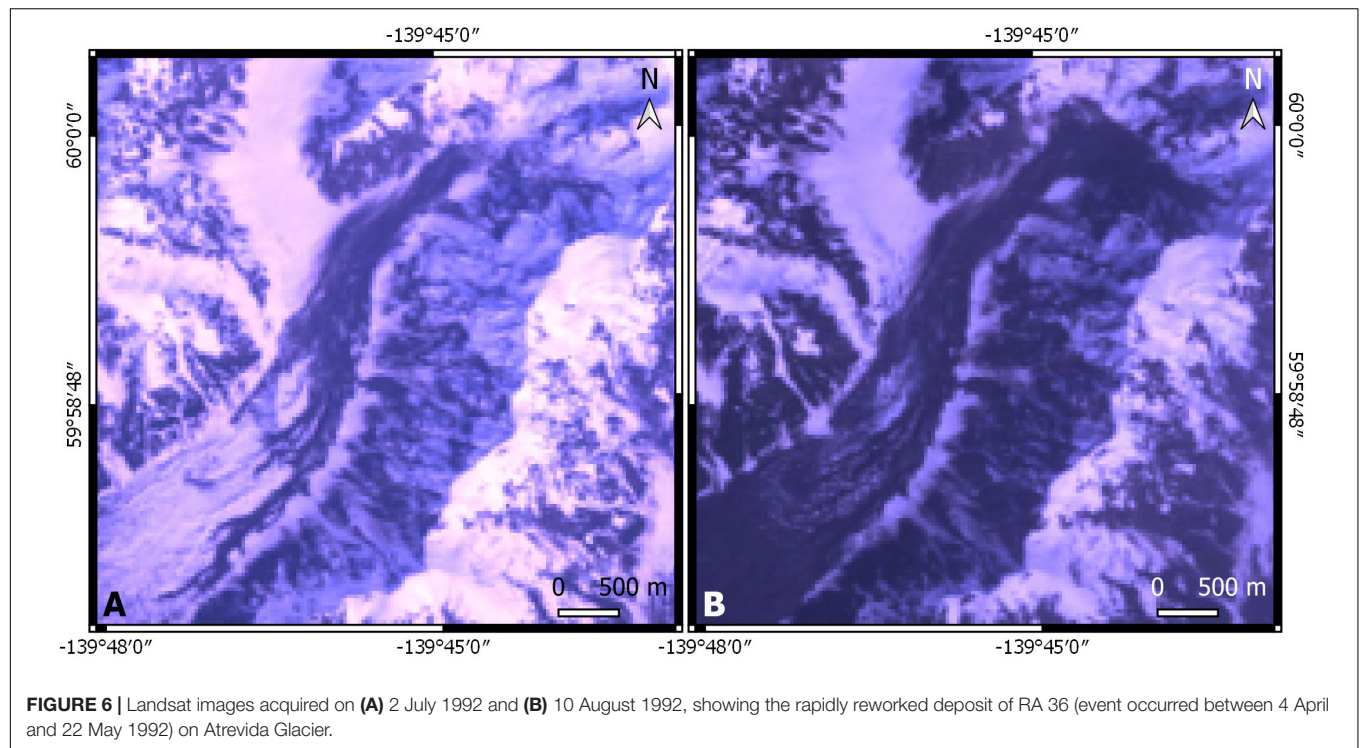 -139°45′0″ -139°45′0″
N N
60°0′0″ 60°0′0″
59°58′48″ 59°58′48″
0 500 m 0 500 m
A B
-139°48′0″ -139°45′0″ -139°48′0″ -139°45′0″
FIGURE 6 | Landsat images acquired on (A) 2 July 1992 and (B) 10 August 1992, showing the rapidly reworked deposit of RA 36 (event occurred between 4 April
and 22 May 1992) on Atrevida Glacier.